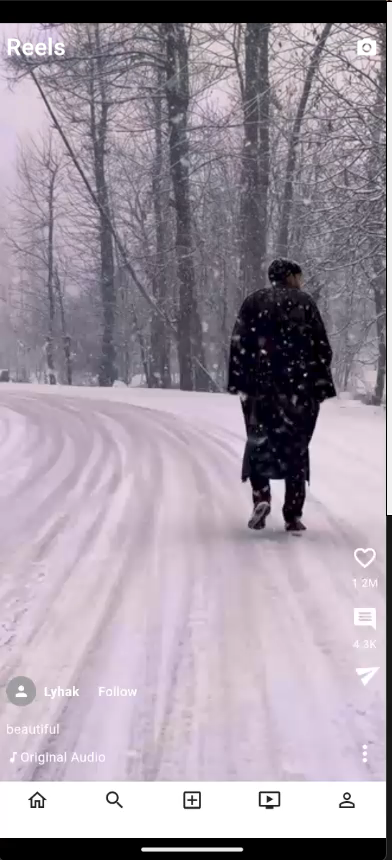 Reels
1.2M
4.3K
Lyhak Follow
beautiful
Original Audio